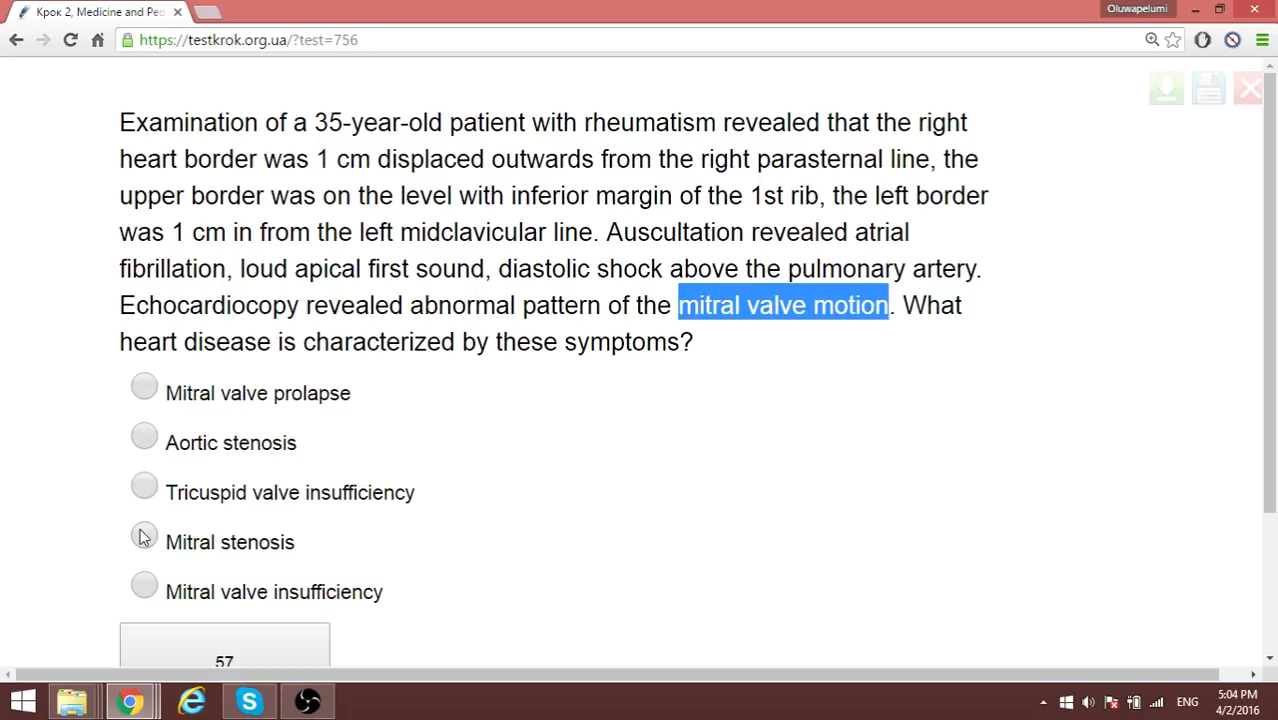 Крок 2, Medicine and Ped
Oluwapelumi
https://testkrok.org.ua/?test=756
Examination of a 35-year-old patient with rheumatism revealed that the right
heart border was 1 cm displaced outwards from the right parasternal line, the
upper border was on the level with inferior margin of the 1st rib, the left border
was 1 cm in from the left midclavicular line. Auscultation revealed atrial
fibrillation, loud apical first sound, diastolic shock above the pulmonary artery.
Echocardiocopy revealed abnormal pattern of the mitral valve motion. What
heart disease is characterized by these symptoms?
Mitral valve prolapse
Aortic stenosis
Tricuspid valve insufficiency
Mitral stenosis
Mitral valve insufficiency
57
ENG
5:04 PM
4/2/2016